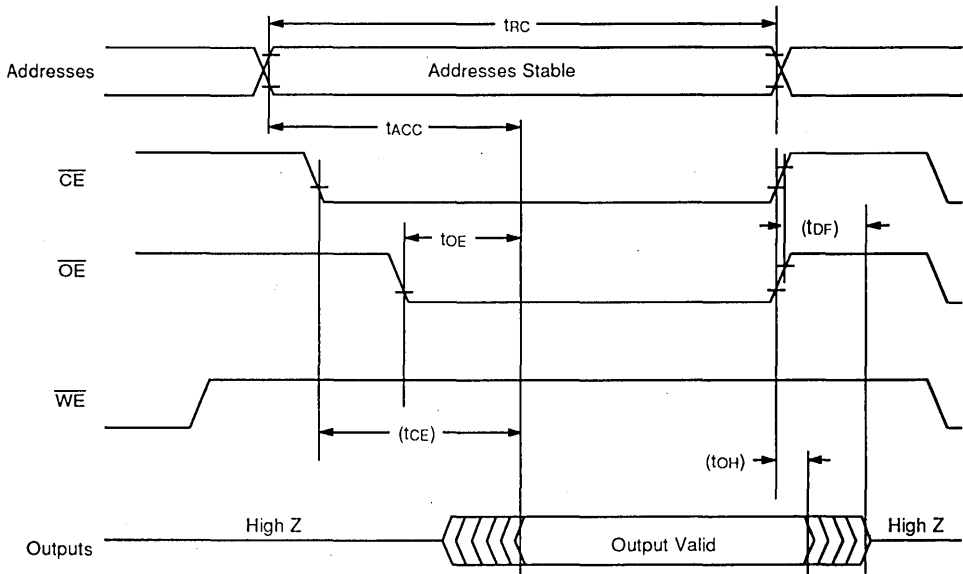 tRC
Addresses
Addresses Stable
tACC
CE
tOE
(tDF)
OE
WE
(tCE)
(tOH)
High Z
High Z
Outputs
Output Valid